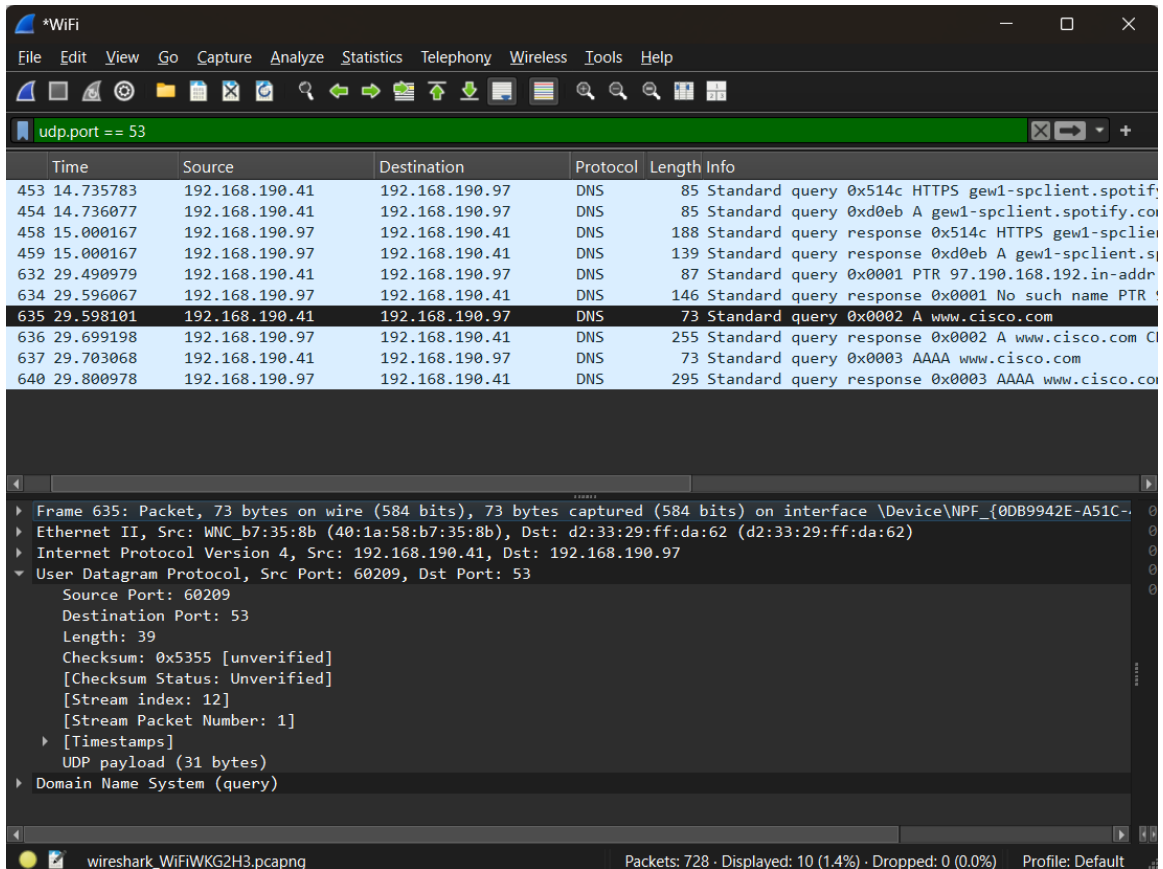 *WiFi
File Edit View Go Capture Analyze Statistics Telephony Wireless Tools Help
udp.port == 53
Time Source Destination Protocol Length Info
453 14.735783 192.168.190.41 192.168.190.97 DNS 85 Standard query 0x514c HTTPS gew1-spclient.spotify
454 14.736077 192.168.190.41 192.168.190.97 DNS 85 Standard query 0xd0eb A gew1-spclient.spotify.co
458 15.000167 192.168.190.97 192.168.190.41 DNS 188 Standard query response 0x514c HTTPS gew1-spclie
459 15.000167 192.168.190.97 192.168.190.41 DNS 139 Standard query response 0xd0eb A gew1-spclient.s
632 29.490979 192.168.190.41 192.168.190.97 DNS 87 Standard query 0x0001 PTR 97.190.168.192.in-addr
634 29.596067 192.168.190.97 192.168.190.41 DNS 146 Standard query response 0x0001 No such name PTR
635 29.598101 192.168.190.41 192.168.190.97 DNS 73 Standard query 0x0002 A www.cisco.com
636 29.699198 192.168.190.97 192.168.190.41 DNS 255 Standard query response 0x0002 A www.cisco.com C
637 29.703068 192.168.190.41 192.168.190.97 DNS 73 Standard query 0x0003 AAAA www.cisco.com
640 29.800978 192.168.190.97 192.168.190.41 DNS 295 Standard query response 0x0003 AAAA www.cisco.co
Frame 635: Packet, 73 bytes on wire (584 bits), 73 bytes captured (584 bits) on interface \Device\NPF_{0DB9942E-A51C-
Ethernet II, Src: WNC_b7:35:8b (40:1a:58:b7:35:8b), Dst: d2:33:29:ff:da:62 (d2:33:29:ff:da:62)
Internet Protocol Version 4, Src: 192.168.190.41, Dst: 192.168.190.97
User Datagram Protocol, Src Port: 60209, Dst Port: 53
Source Port: 60209
Destination Port: 53
Length: 39
Checksum: 0x5355 [unverified]
[Checksum Status: Unverified]
[Stream index: 12]
[Stream Packet Number: 1]
[Timestamps]
UDP payload (31 bytes)
Domain Name System (query)
wireshark_WiFiWKG2H3.pcapng Packets: 728 · Displayed: 10 (1.4%) · Dropped: 0 (0.0%) Profile: Default